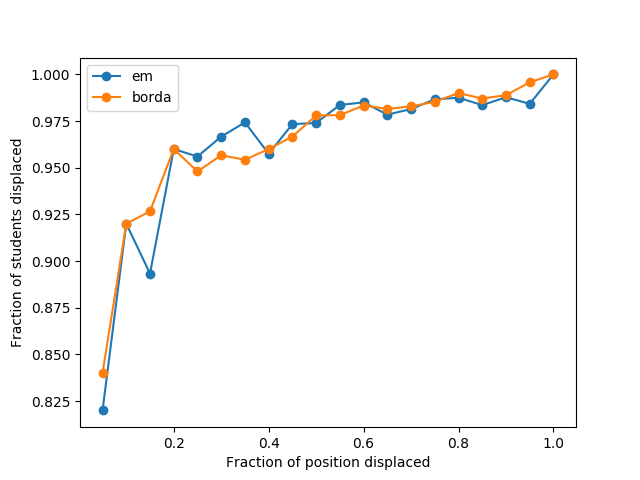 em
borda
1.000
0.975
0.950
0.925
0.900
0.875
0.850
0.825
Fraction of students displaced
0.2 0.4 0.6 0.8 1.0
Fraction of position displaced